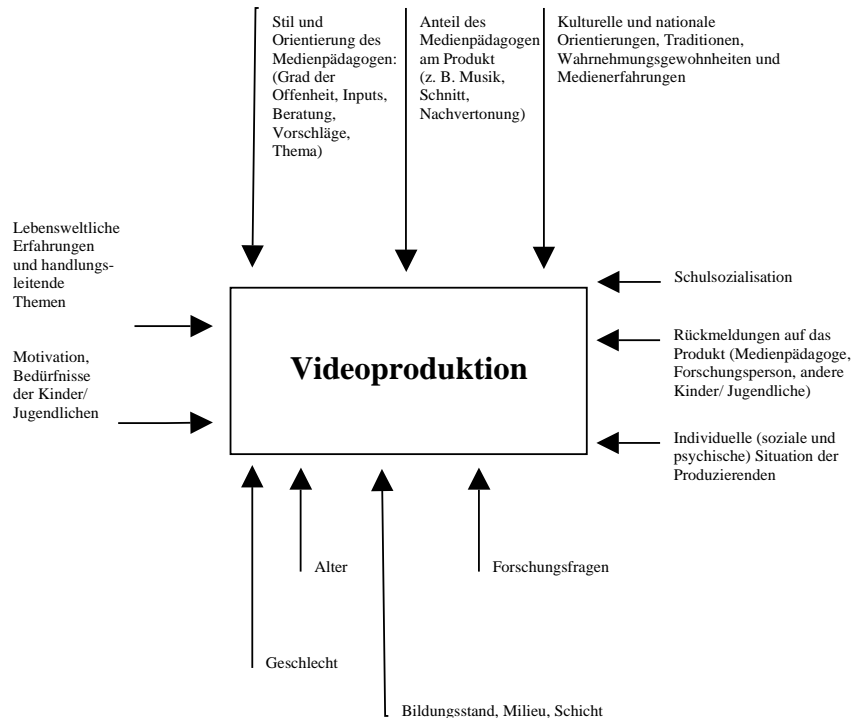 Stil und
Orientierung des
Medienpädagogen:
(Grad der
Offenheit, Inputs,
Beratung,
Vorschläge,
Thema)
Anteil des
Medienpädagogen
am Produkt
(z. B. Musik,
Schnitt,
Nachvertonung)
Kulturelle und nationale
Orientierungen, Traditionen,
Wahrnehmungsgewohnheiten und
Medienerfahrungen
Lebensweltliche
Erfahrungen
und handlungs-
leitende
Themen
Motivation,
Bedürfnisse
der Kinder/
Jugendlichen
Videoproduktion
Schulsozialisation
Rückmeldungen auf das
Produkt (Medienpädagoge,
Forschungsperson, andere
Kinder/ Jugendliche)
Individuelle (soziale und
psychische) Situation der
Produzierenden
Alter
Forschungsfragen
Geschlecht
Bildungsstand, Milieu, Schicht